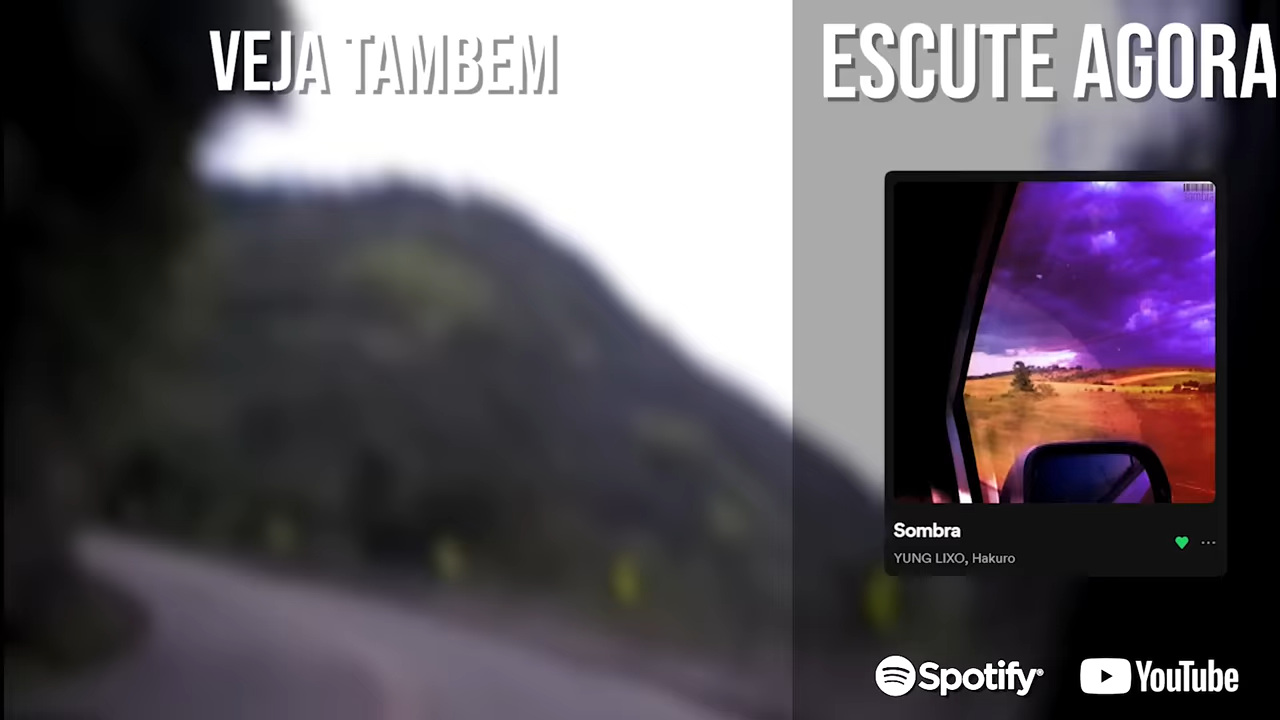 VEJA TAMBEM
ESCUTE AGORA
Sombra
YUNG LIXO, Hakuro
Spotify®
YouTube